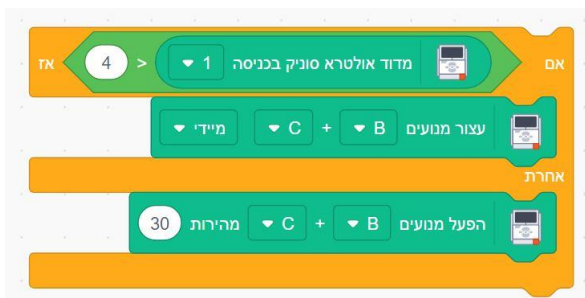 אם מדוד אולטרא סוניק בכניסה 1 < 4 אז
עצור מנועים B + C מיידי
אחרת
הפעל מנועים B + C מהירות 30